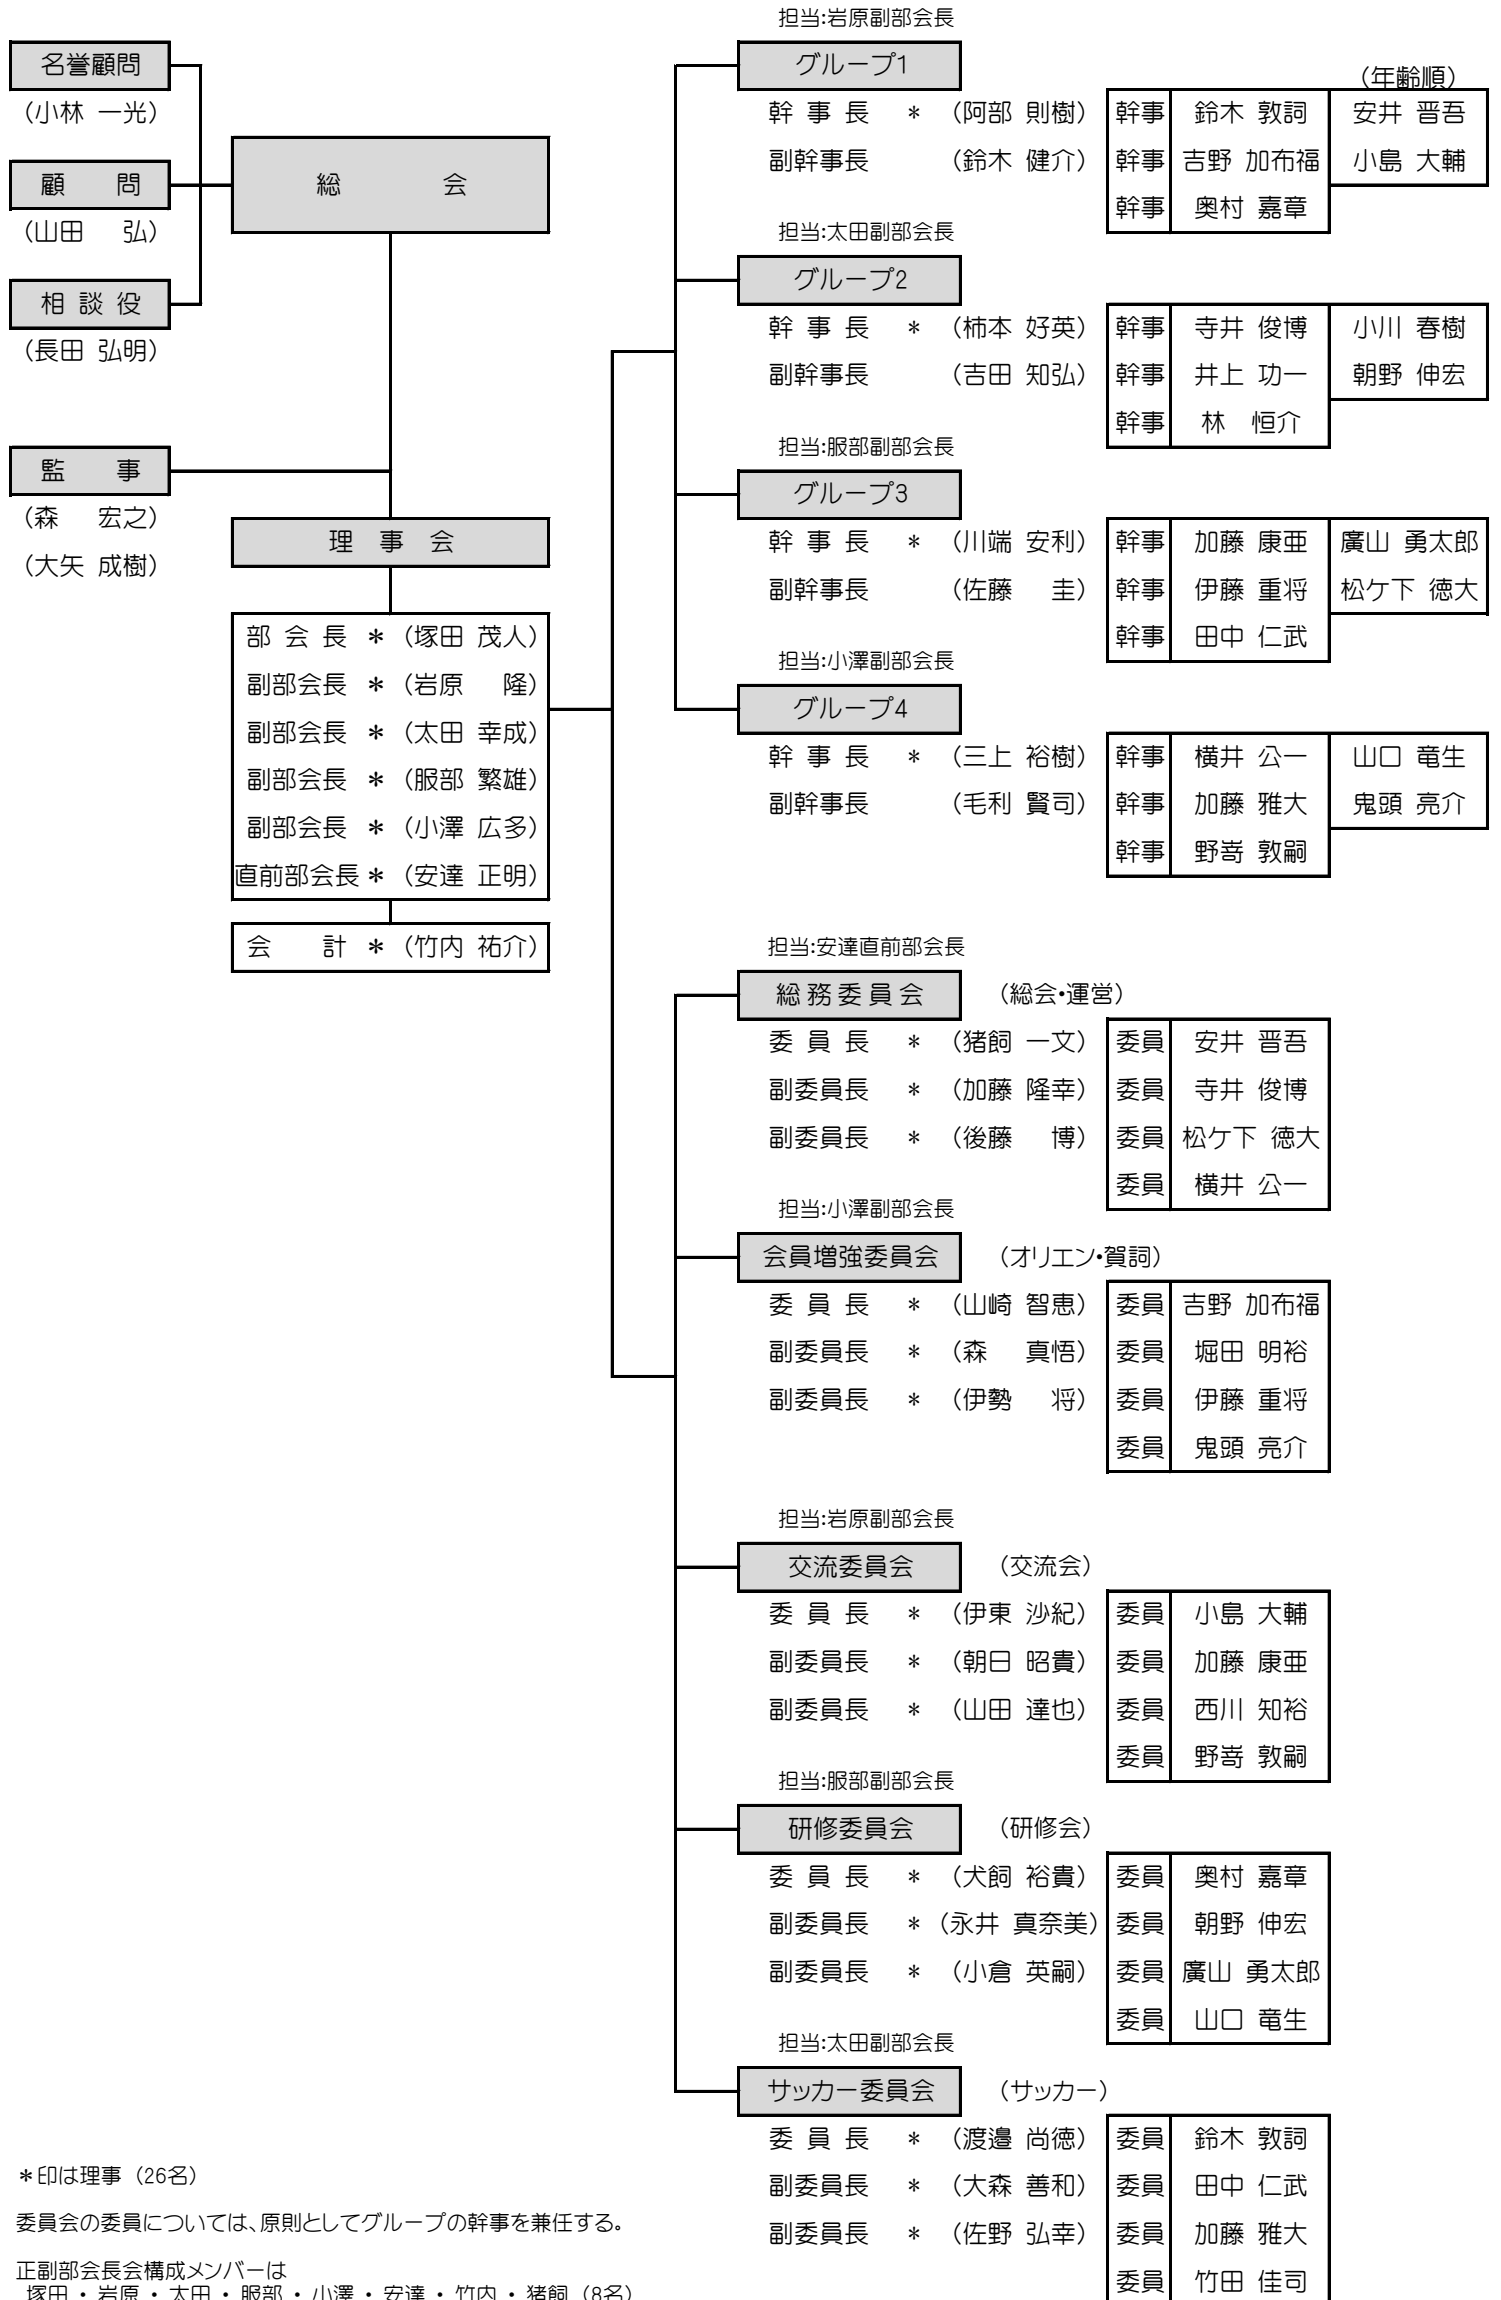 名誉顧問
（小林 一光）
顧 問
（山田 弘）
相 談 役
（長田 弘明）
総 会
監 事
（森 宏之）
（大矢 成樹）
理 事 会
部 会 長 ＊ （塚田 茂人）
副部会長 ＊ （岩原 隆）
副部会長 ＊ （太田 幸成）
副部会長 ＊ （服部 繁雄）
副部会長 ＊ （小澤 広多）
直前部会長 ＊ （安達 正明）
会 計 ＊ （竹内 祐介）
担当:岩原副部会長
グループ1
（年齢順）
幹 事 長 ＊ （阿部 則樹） 幹事 鈴木 敦詞 安井 晋吾
副幹事長 （鈴木 健介） 幹事 吉野 加布福 小島 大輔
幹事 奥村 嘉章
担当:太田副部会長
グループ2
幹 事 長 ＊ （柿本 好英） 幹事 寺井 俊博 小川 春樹
副幹事長 （吉田 知弘） 幹事 井上 功一 朝野 伸宏
幹事 林 恒介
担当:服部副部会長
グループ3
幹 事 長 ＊ （川端 安利） 幹事 加藤 康亜 廣山 勇太郎
副幹事長 （佐藤 圭） 幹事 伊藤 重将 松ケ下 徳大
幹事 田中 仁武
担当:小澤副部会長
グループ4
幹 事 長 ＊ （三上 裕樹） 幹事 横井 公一 山口 竜生
副幹事長 （毛利 賢司） 幹事 加藤 雅大 鬼頭 亮介
幹事 野嵜 敦嗣
担当:安達直前部会長
総務委員会 （総会・運営）
委 員 長 ＊ （猪飼 一文） 委員 安井 晋吾
副委員長 ＊ （加藤 隆幸） 委員 寺井 俊博
副委員長 ＊ （後藤 博） 委員 松ケ下 徳大
委員 横井 公一
担当:小澤副部会長
会員増強委員会 （オリエン・賀詞）
委 員 長 ＊ （山崎 智恵） 委員 吉野 加布福
副委員長 ＊ （森 真悟） 委員 堀田 明裕
副委員長 ＊ （伊勢 将） 委員 伊藤 重将
委員 鬼頭 亮介
担当:岩原副部会長
交流委員会 （交流会）
委 員 長 ＊ （伊東 沙紀） 委員 小島 大輔
副委員長 ＊ （朝日 昭貴） 委員 加藤 康亜
副委員長 ＊ （山田 達也） 委員 西川 知裕
委員 野嵜 敦嗣
担当:服部副部会長
研修委員会 （研修会）
委 員 長 ＊ （犬飼 裕貴） 委員 奥村 嘉章
副委員長 ＊ （永井 真奈美） 委員 朝野 伸宏
副委員長 ＊ （小倉 英嗣） 委員 廣山 勇太郎
委員 山口 竜生
担当:太田副部会長
サッカー委員会 （サッカー）
委 員 長 ＊ （渡邉 尚徳） 委員 鈴木 敦詞
副委員長 ＊ （大森 善和） 委員 田中 仁武
副委員長 ＊ （佐野 弘幸） 委員 加藤 雅大
委員 竹田 佳司
＊印は理事（26名）
委員会の委員については、原則としてグループの幹事を兼任する。
正副部会長会構成メンバーは
塚田・岩原・太田・服部・小澤・安達・竹内・猪飼（8名）